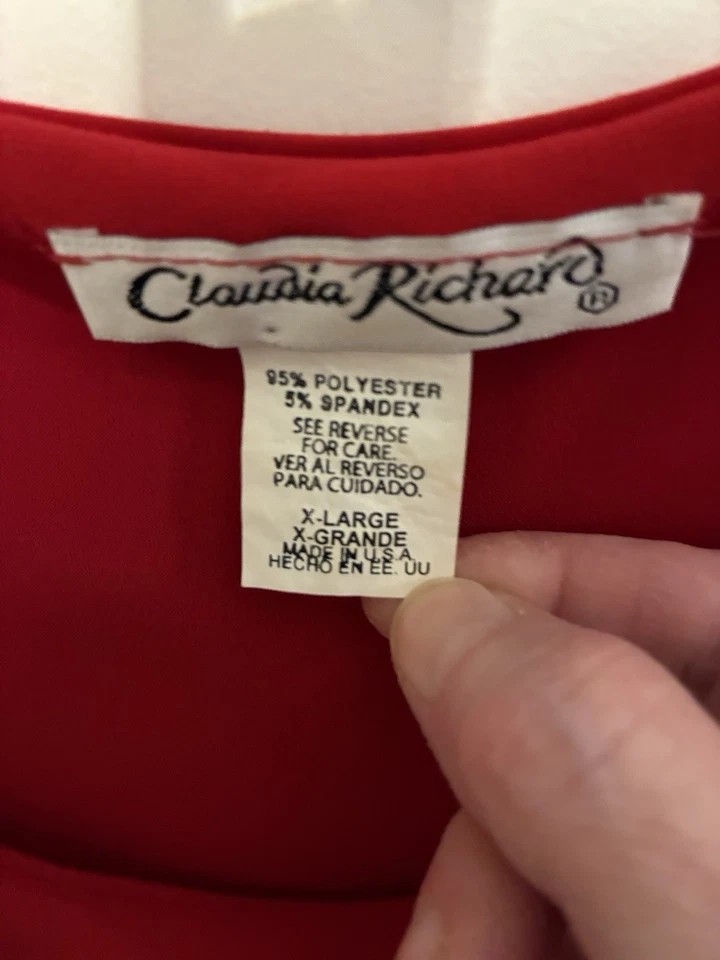 Claudia Richard ®
95% POLYESTER
5% SPANDEX
SEE REVERSE
FOR CARE.
VER AL REVERSO
PARA CUIDADO.
X-LARGE
X-GRANDE
MADE IN U.S.A
HECHO EN EE. UU